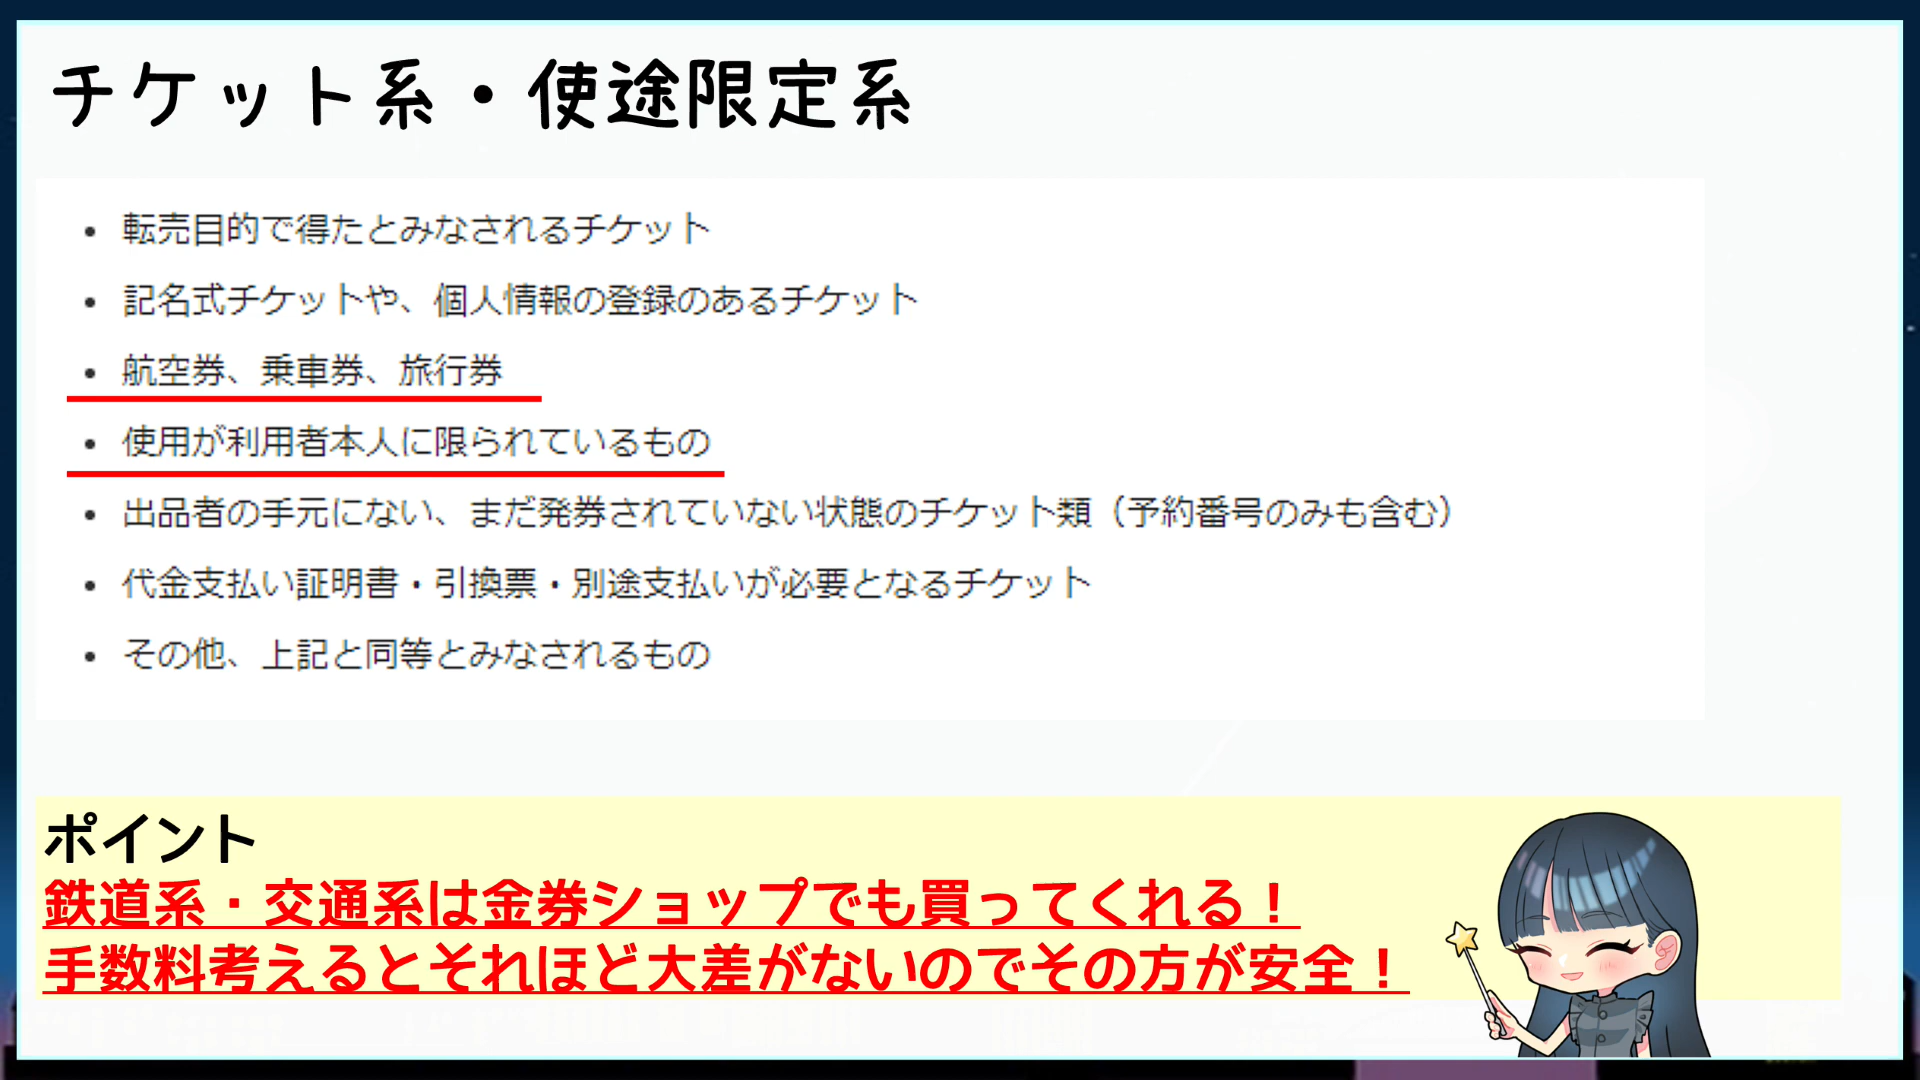 チケット系・使途限定系
• 転売目的で得たとみなされるチケット
• 記名式チケットや、個人情報の登録のあるチケット
• 航空券、乗車券、旅行券
• 使用が利用者本人に限られているもの
• 出品者の手元にない、まだ発券されていない状態のチケット類（予約番号のみも含む）
• 代金支払い証明書・引換票・別途支払いが必要となるチケット
• その他、上記と同等とみなされるもの
ポイント
鉄道系・交通系は金券ショップでも買ってくれる！
手数料考えるとそれほど大差がないのでその方が安全！